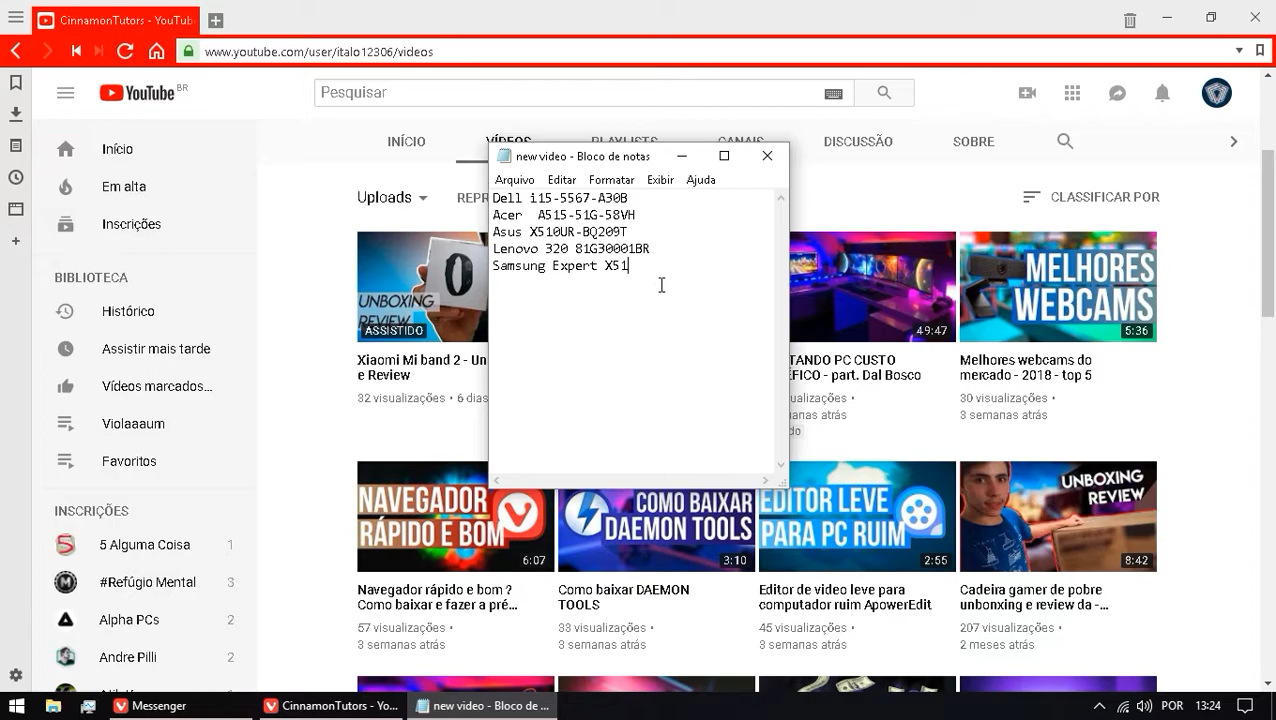 CinnamonTutors - YouTub
www.youtube.com/user/italo12306/videos
YouTube BR
Pesquisar
Início
Em alta
Inscrições
BIBLIOTECA
Histórico
Assistir mais tarde
Vídeos marcados...
Violaaaum
Favoritos
INSCRIÇÕES
5 Alguma Coisa 1
#Refúgio Mental 3
Alpha PCs 2
Andre Pilli 2
INÍCIO VÍDEOS PLAYLISTS CANAIS DISCUSSÃO SOBRE
Uploads
CLASSIFICAR POR
new video - Bloco de notas
Arquivo Editar Formatar Exibir Ajuda
Dell i15-5567-A30B
Acer A515-51G-58VH
Asus X510UR-BQ209T
Lenovo 320 81G30001BR
Samsung Expert X51
UNBOXING
REVIEW
ASSISTIDO
Xiaomi Mi band 2 - Un
e Review
32 visualizações • 6 dias
49:47
TANDO PC CUSTO
ÉFICO - part. Dal Bosco
ualizações •
anas atrás
do
MELHORES
WEBCAMS
5:36
Melhores webcams do
mercado - 2018 - top 5
30 visualizações •
3 semanas atrás
NAVEGADOR
RÁPIDO E BOM
6:07
Navegador rápido e bom ?
Como baixar e fazer a pré...
57 visualizações •
3 semanas atrás
COMO BAIXAR
DAEMON TOOLS
3:10
Como baixar DAEMON
TOOLS
33 visualizações •
3 semanas atrás
EDITOR LEVE
PARA PC RUIM
2:55
Editor de video leve para
computador ruim ApowerEdit
45 visualizações •
3 semanas atrás
UNBOXING
REVIEW
8:42
Cadeira gamer de pobre
unbonxing e review da -...
207 visualizações •
2 meses atrás
Messenger
CinnamonTutors - Yo...
new video - Bloco de ...
POR
13:24